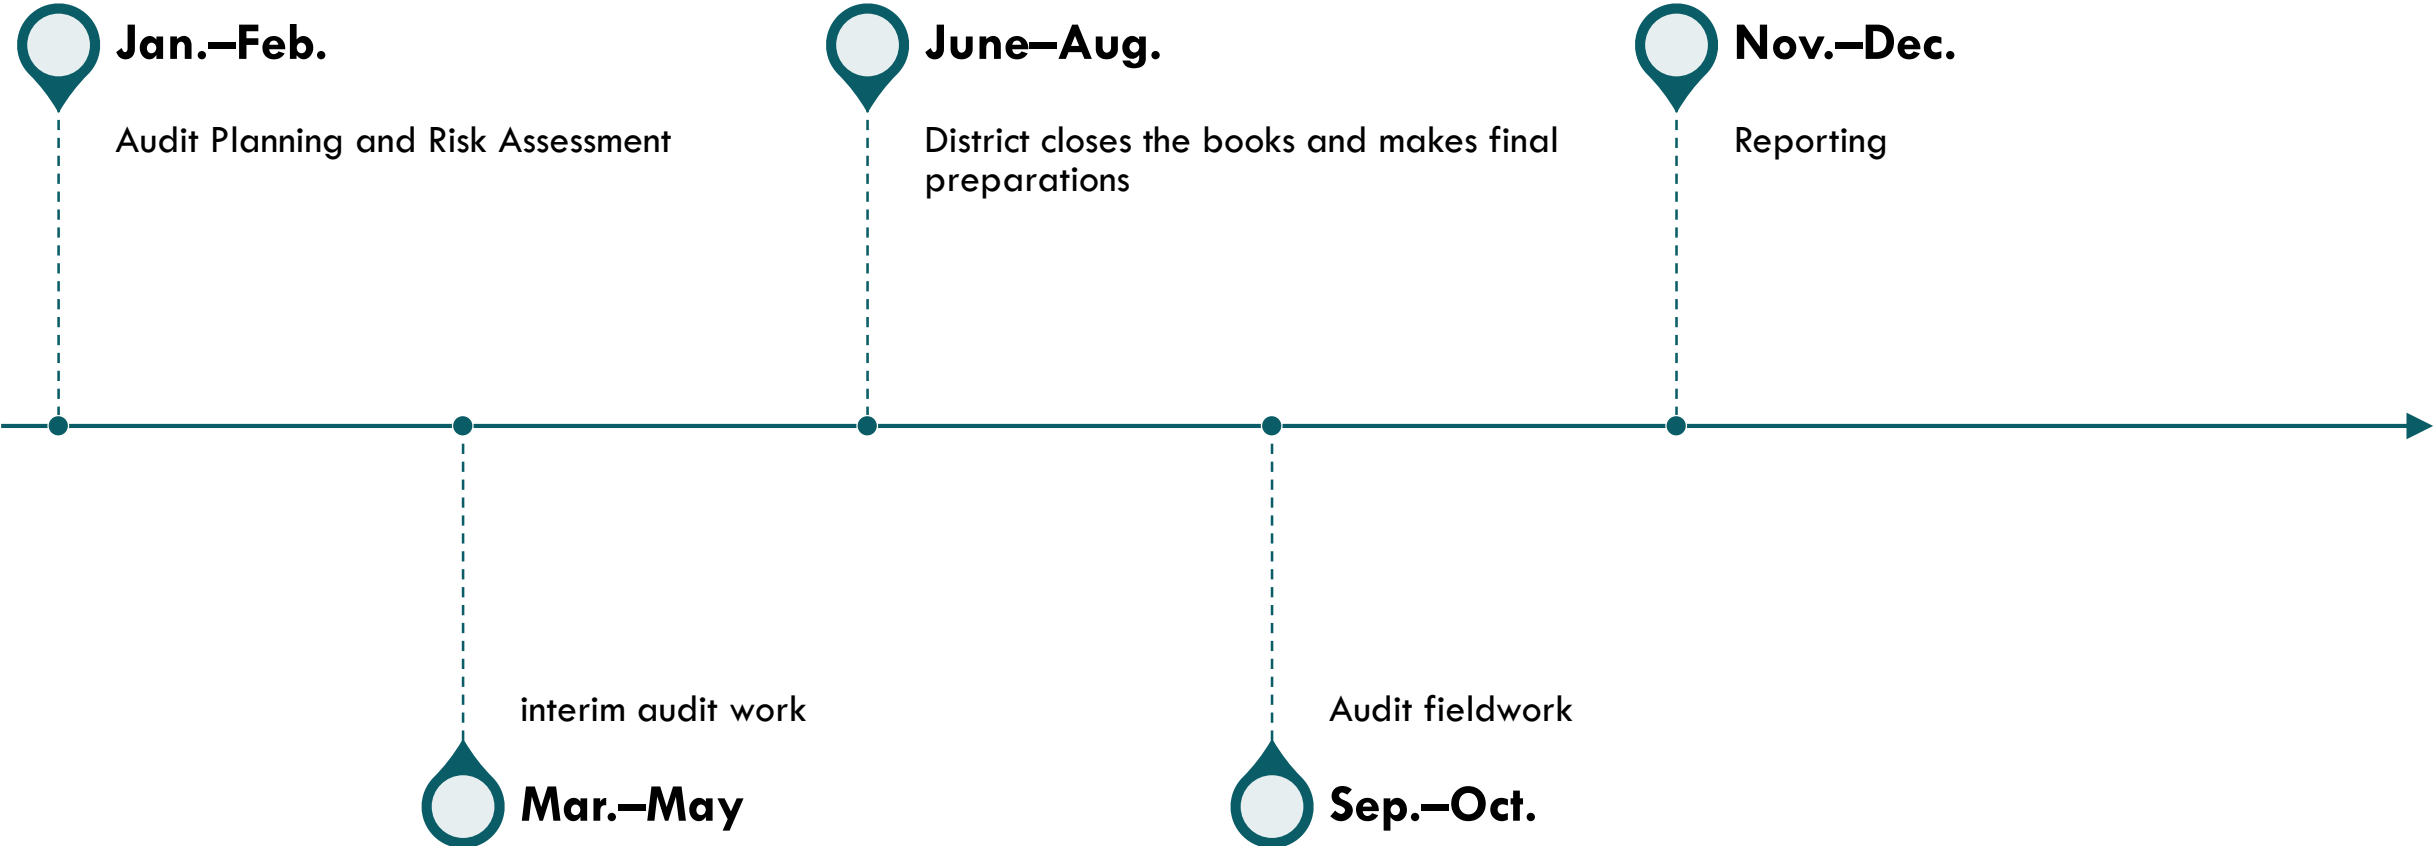 Jan.–Feb.
Audit Planning and Risk Assessment
June–Aug.
District closes the books and makes final
preparations
Nov.–Dec.
Reporting
interim audit work
Mar.–May
Audit fieldwork
Sep.–Oct.